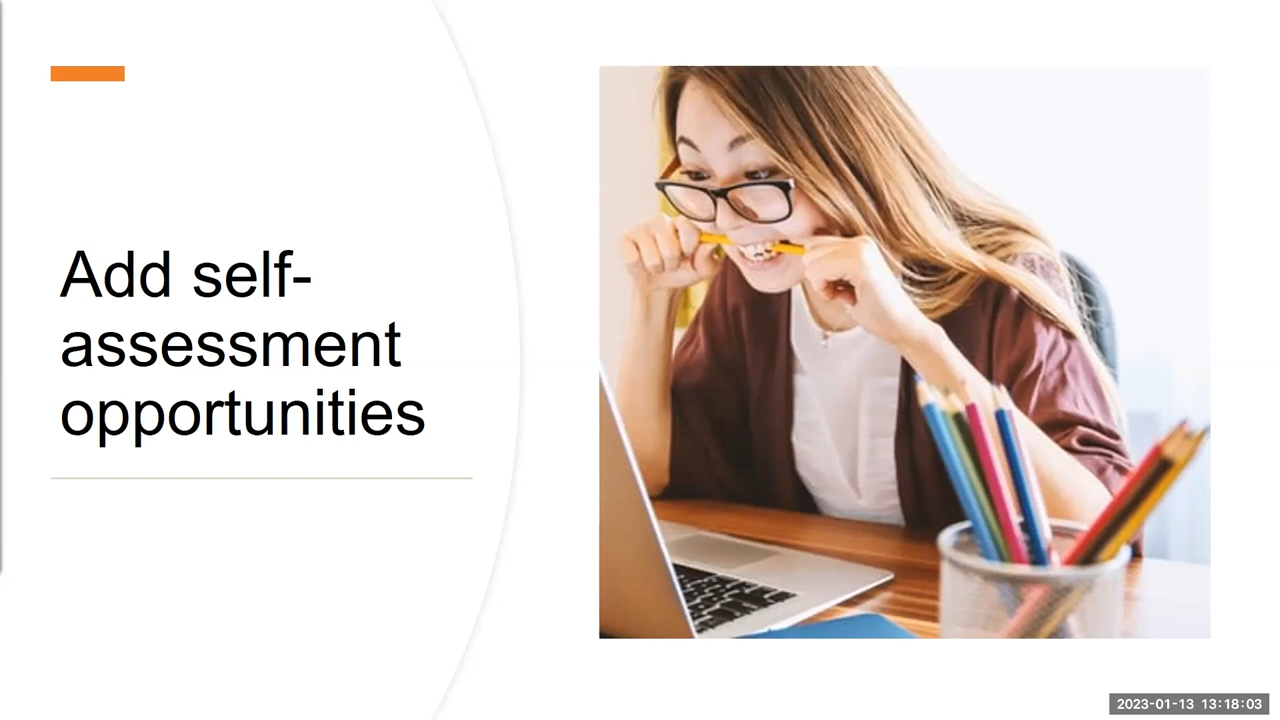 Add self-
assessment
opportunities
2023-01-13 13:18:03